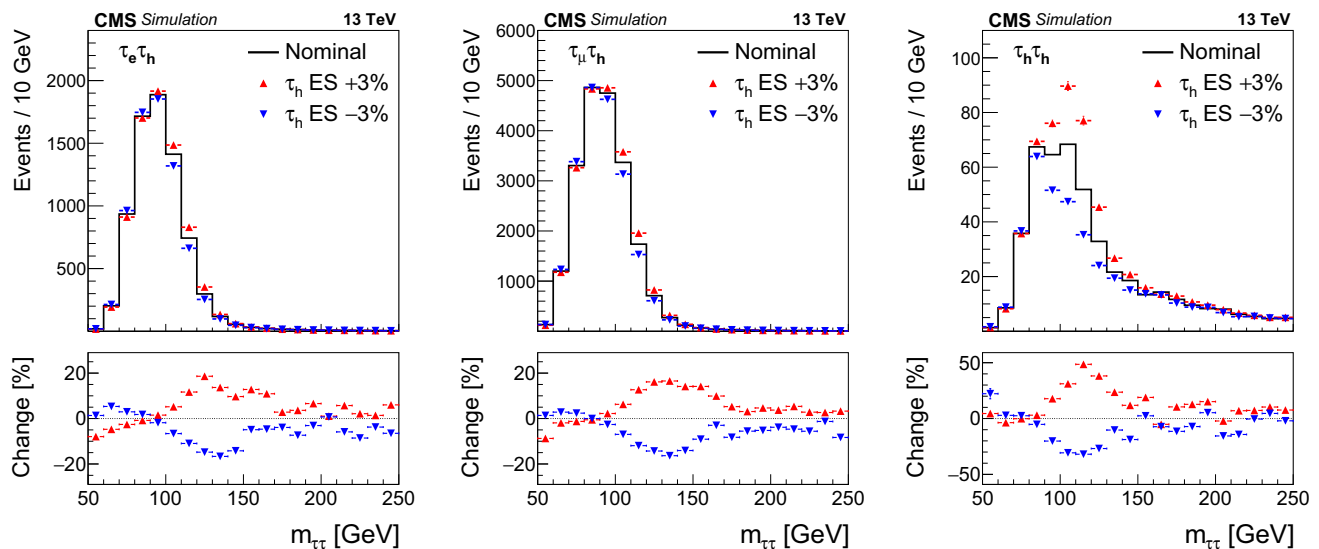 CMS Simulation 13 TeV
τeτh
Nominal
τh ES +3%
τh ES −3%
Events / 10 GeV
2000
1500
1000
500
Change [%]
20
0
−20
50 100 150 200 250
mττ [GeV]
CMS Simulation 13 TeV
τμτh
Nominal
τh ES +3%
τh ES −3%
Events / 10 GeV
6000
5000
4000
3000
2000
1000
Change [%]
20
0
−20
50 100 150 200 250
mττ [GeV]
CMS Simulation 13 TeV
τhτh
Nominal
τh ES +3%
τh ES −3%
Events / 10 GeV
100
80
60
40
20
Change [%]
50
0
−50
50 100 150 200 250
mττ [GeV]